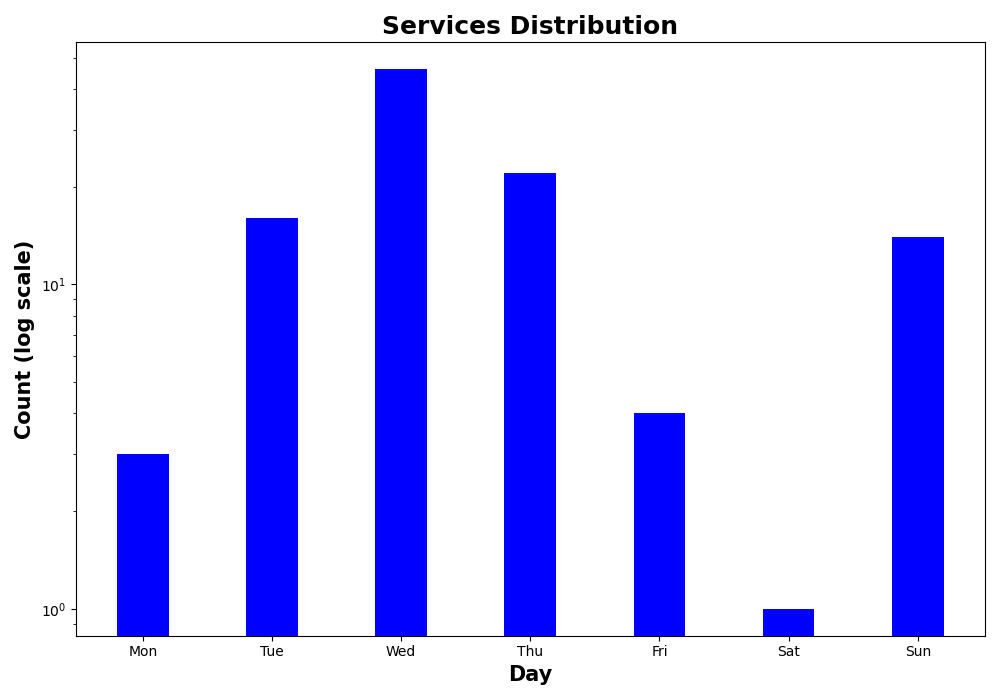 Services Distribution
Count (log scale)
10¹
10⁰
Mon Tue Wed Thu Fri Sat Sun
Day